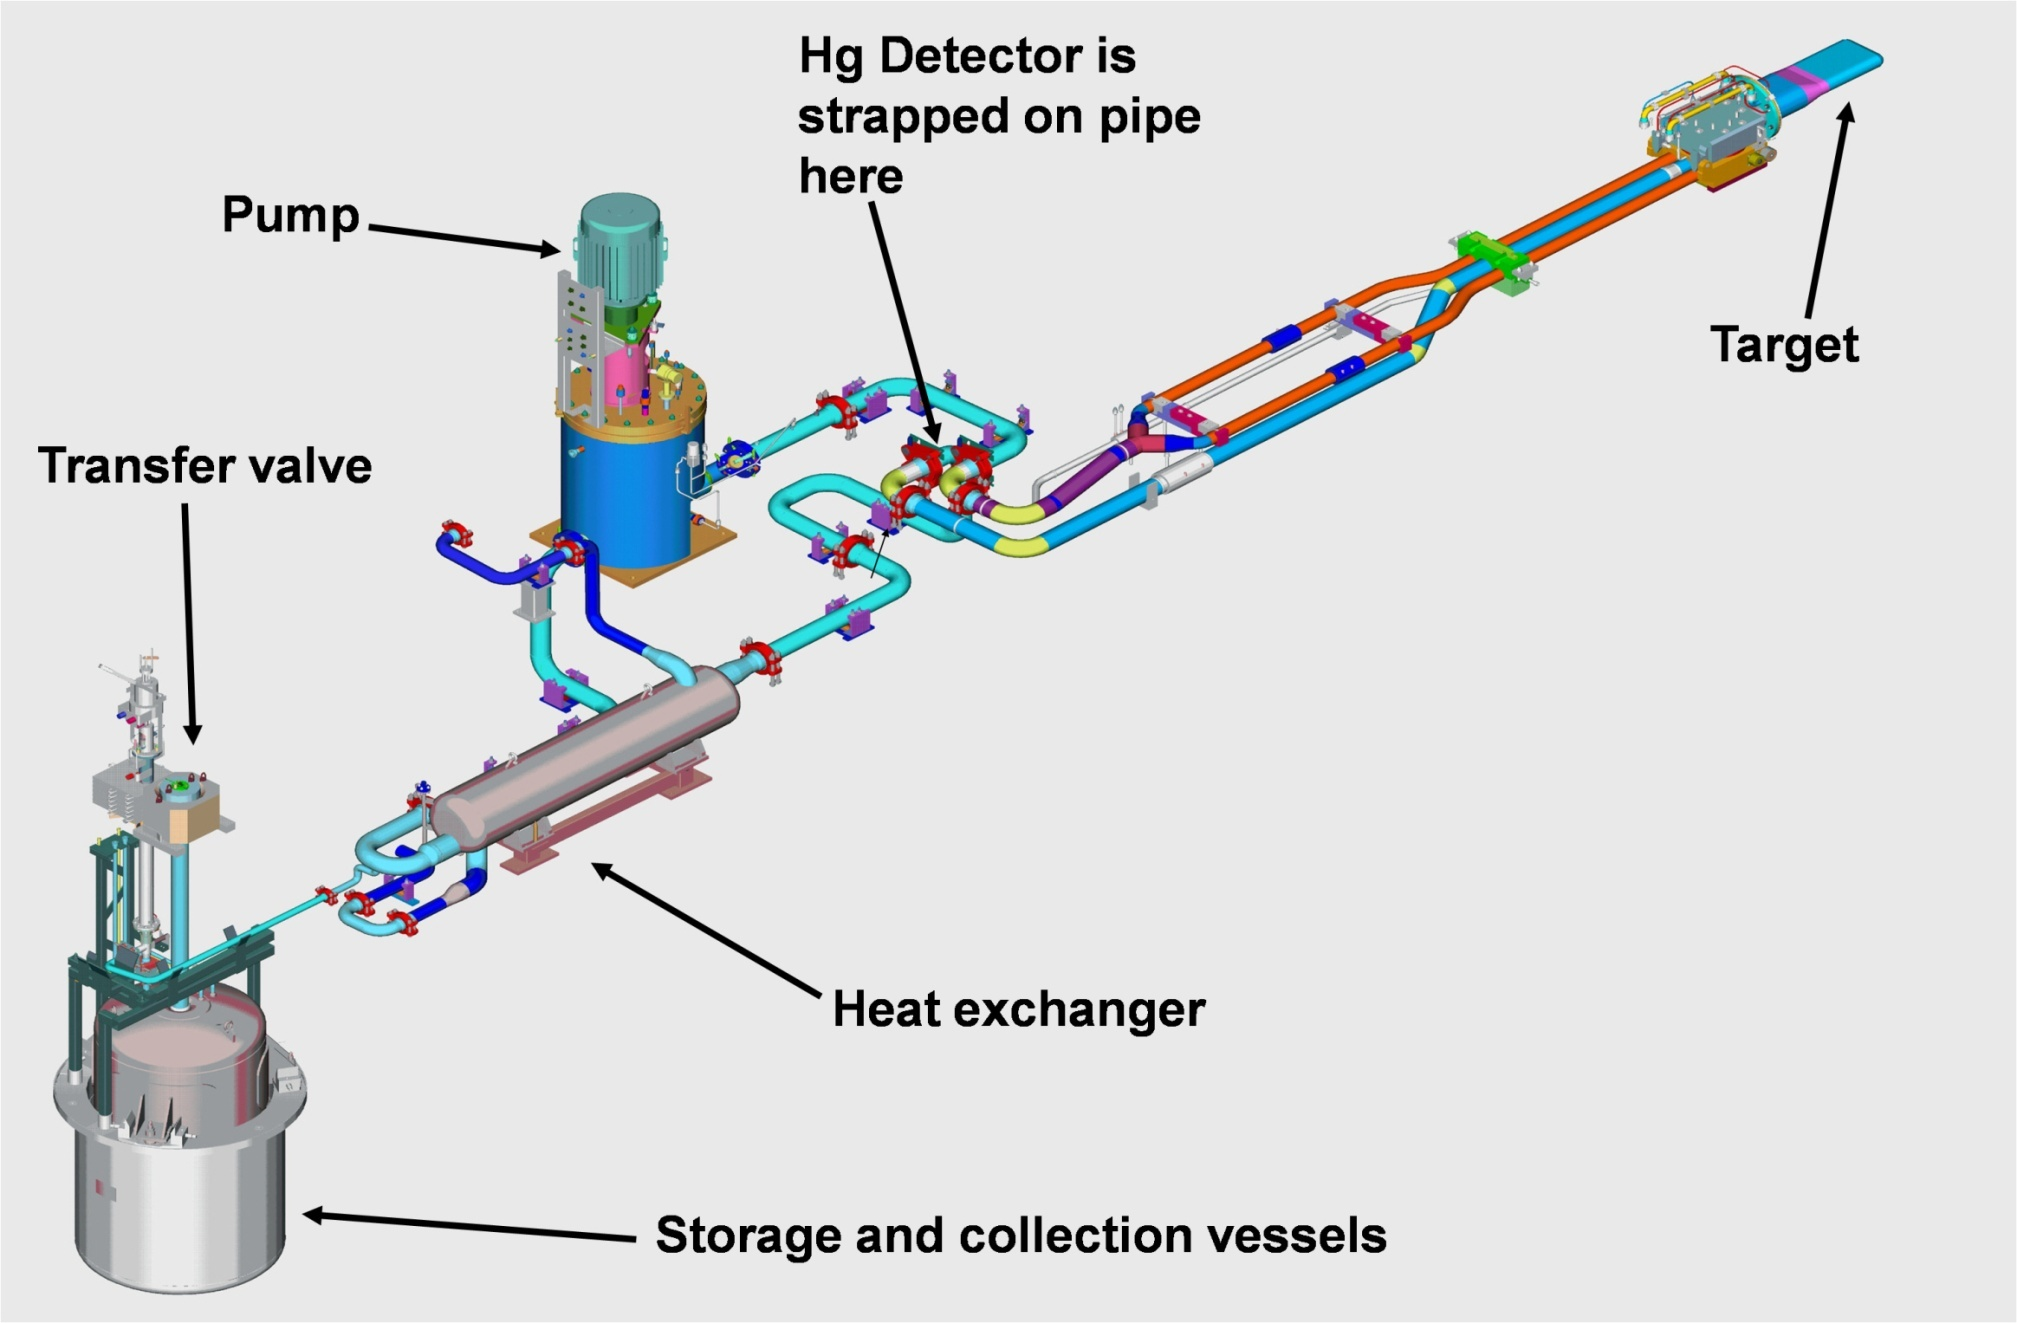 Hg Detector is
strapped on pipe
here
Pump
Target
Transfer valve
Heat exchanger
Storage and collection vessels